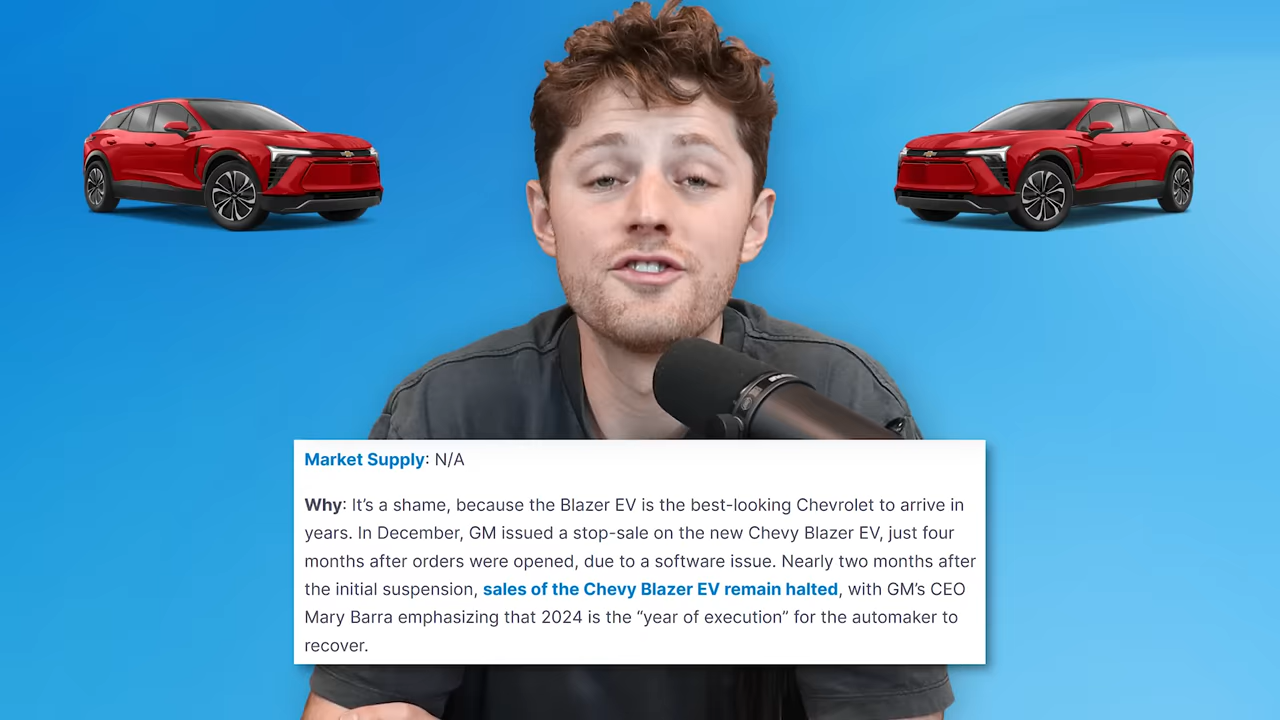 Market Supply: N/A
Why: It’s a shame, because the Blazer EV is the best-looking Chevrolet to arrive in
years. In December, GM issued a stop-sale on the new Chevy Blazer EV, just four
months after orders were opened, due to a software issue. Nearly two months after
the initial suspension, sales of the Chevy Blazer EV remain halted, with GM’s CEO
Mary Barra emphasizing that 2024 is the “year of execution” for the automaker to
recover.